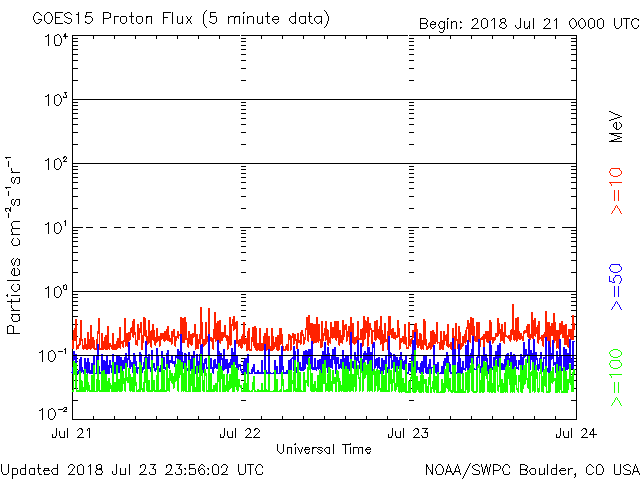 GOES15 Proton Flux (5 minute data)
Begin: 2018 Jul 21 0000 UTC
10⁴
10³
10²
10¹
10⁰
10⁻¹
10⁻²
Particles cm⁻²s⁻¹sr⁻¹
MeV
>=10
>=50
>=100
Jul 21
Jul 22
Jul 23
Jul 24
Universal Time
Updated 2018 Jul 23 23:56:02 UTC
NOAA/SWPC Boulder, CO USA